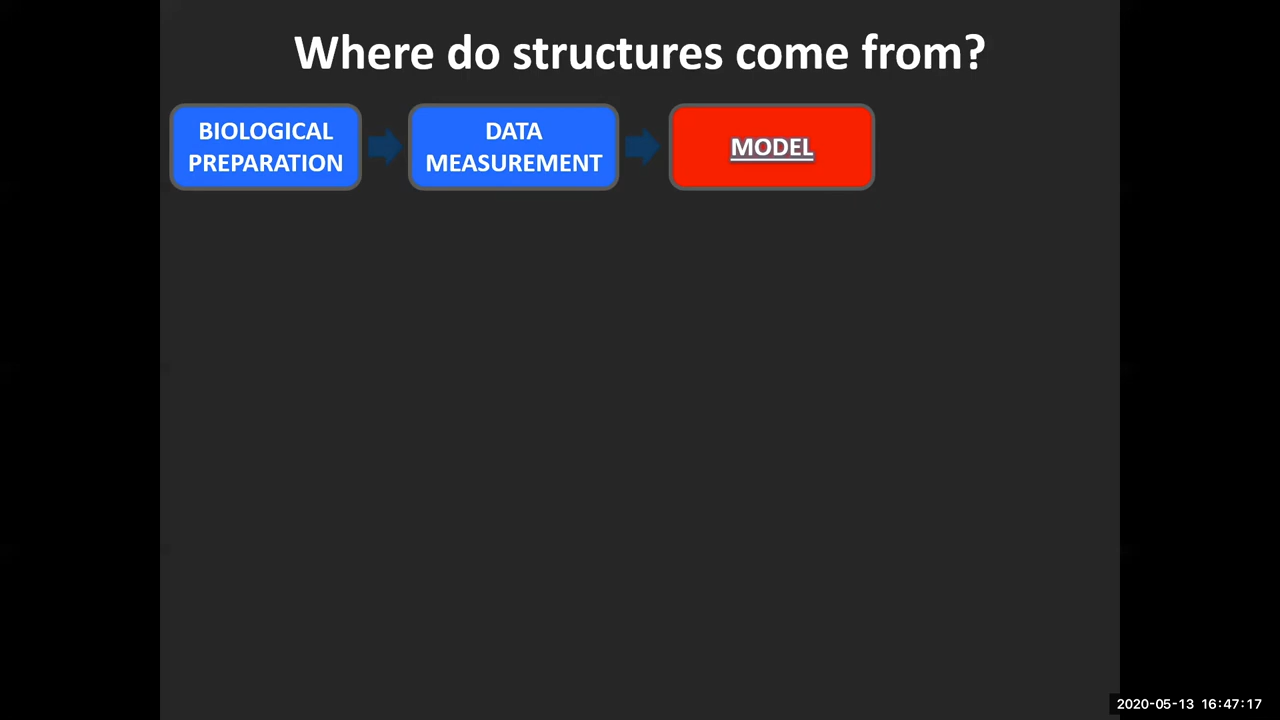 Where do structures come from?
BIOLOGICAL
PREPARATION
DATA
MEASUREMENT
MODEL
2020-05-13 16:47:17